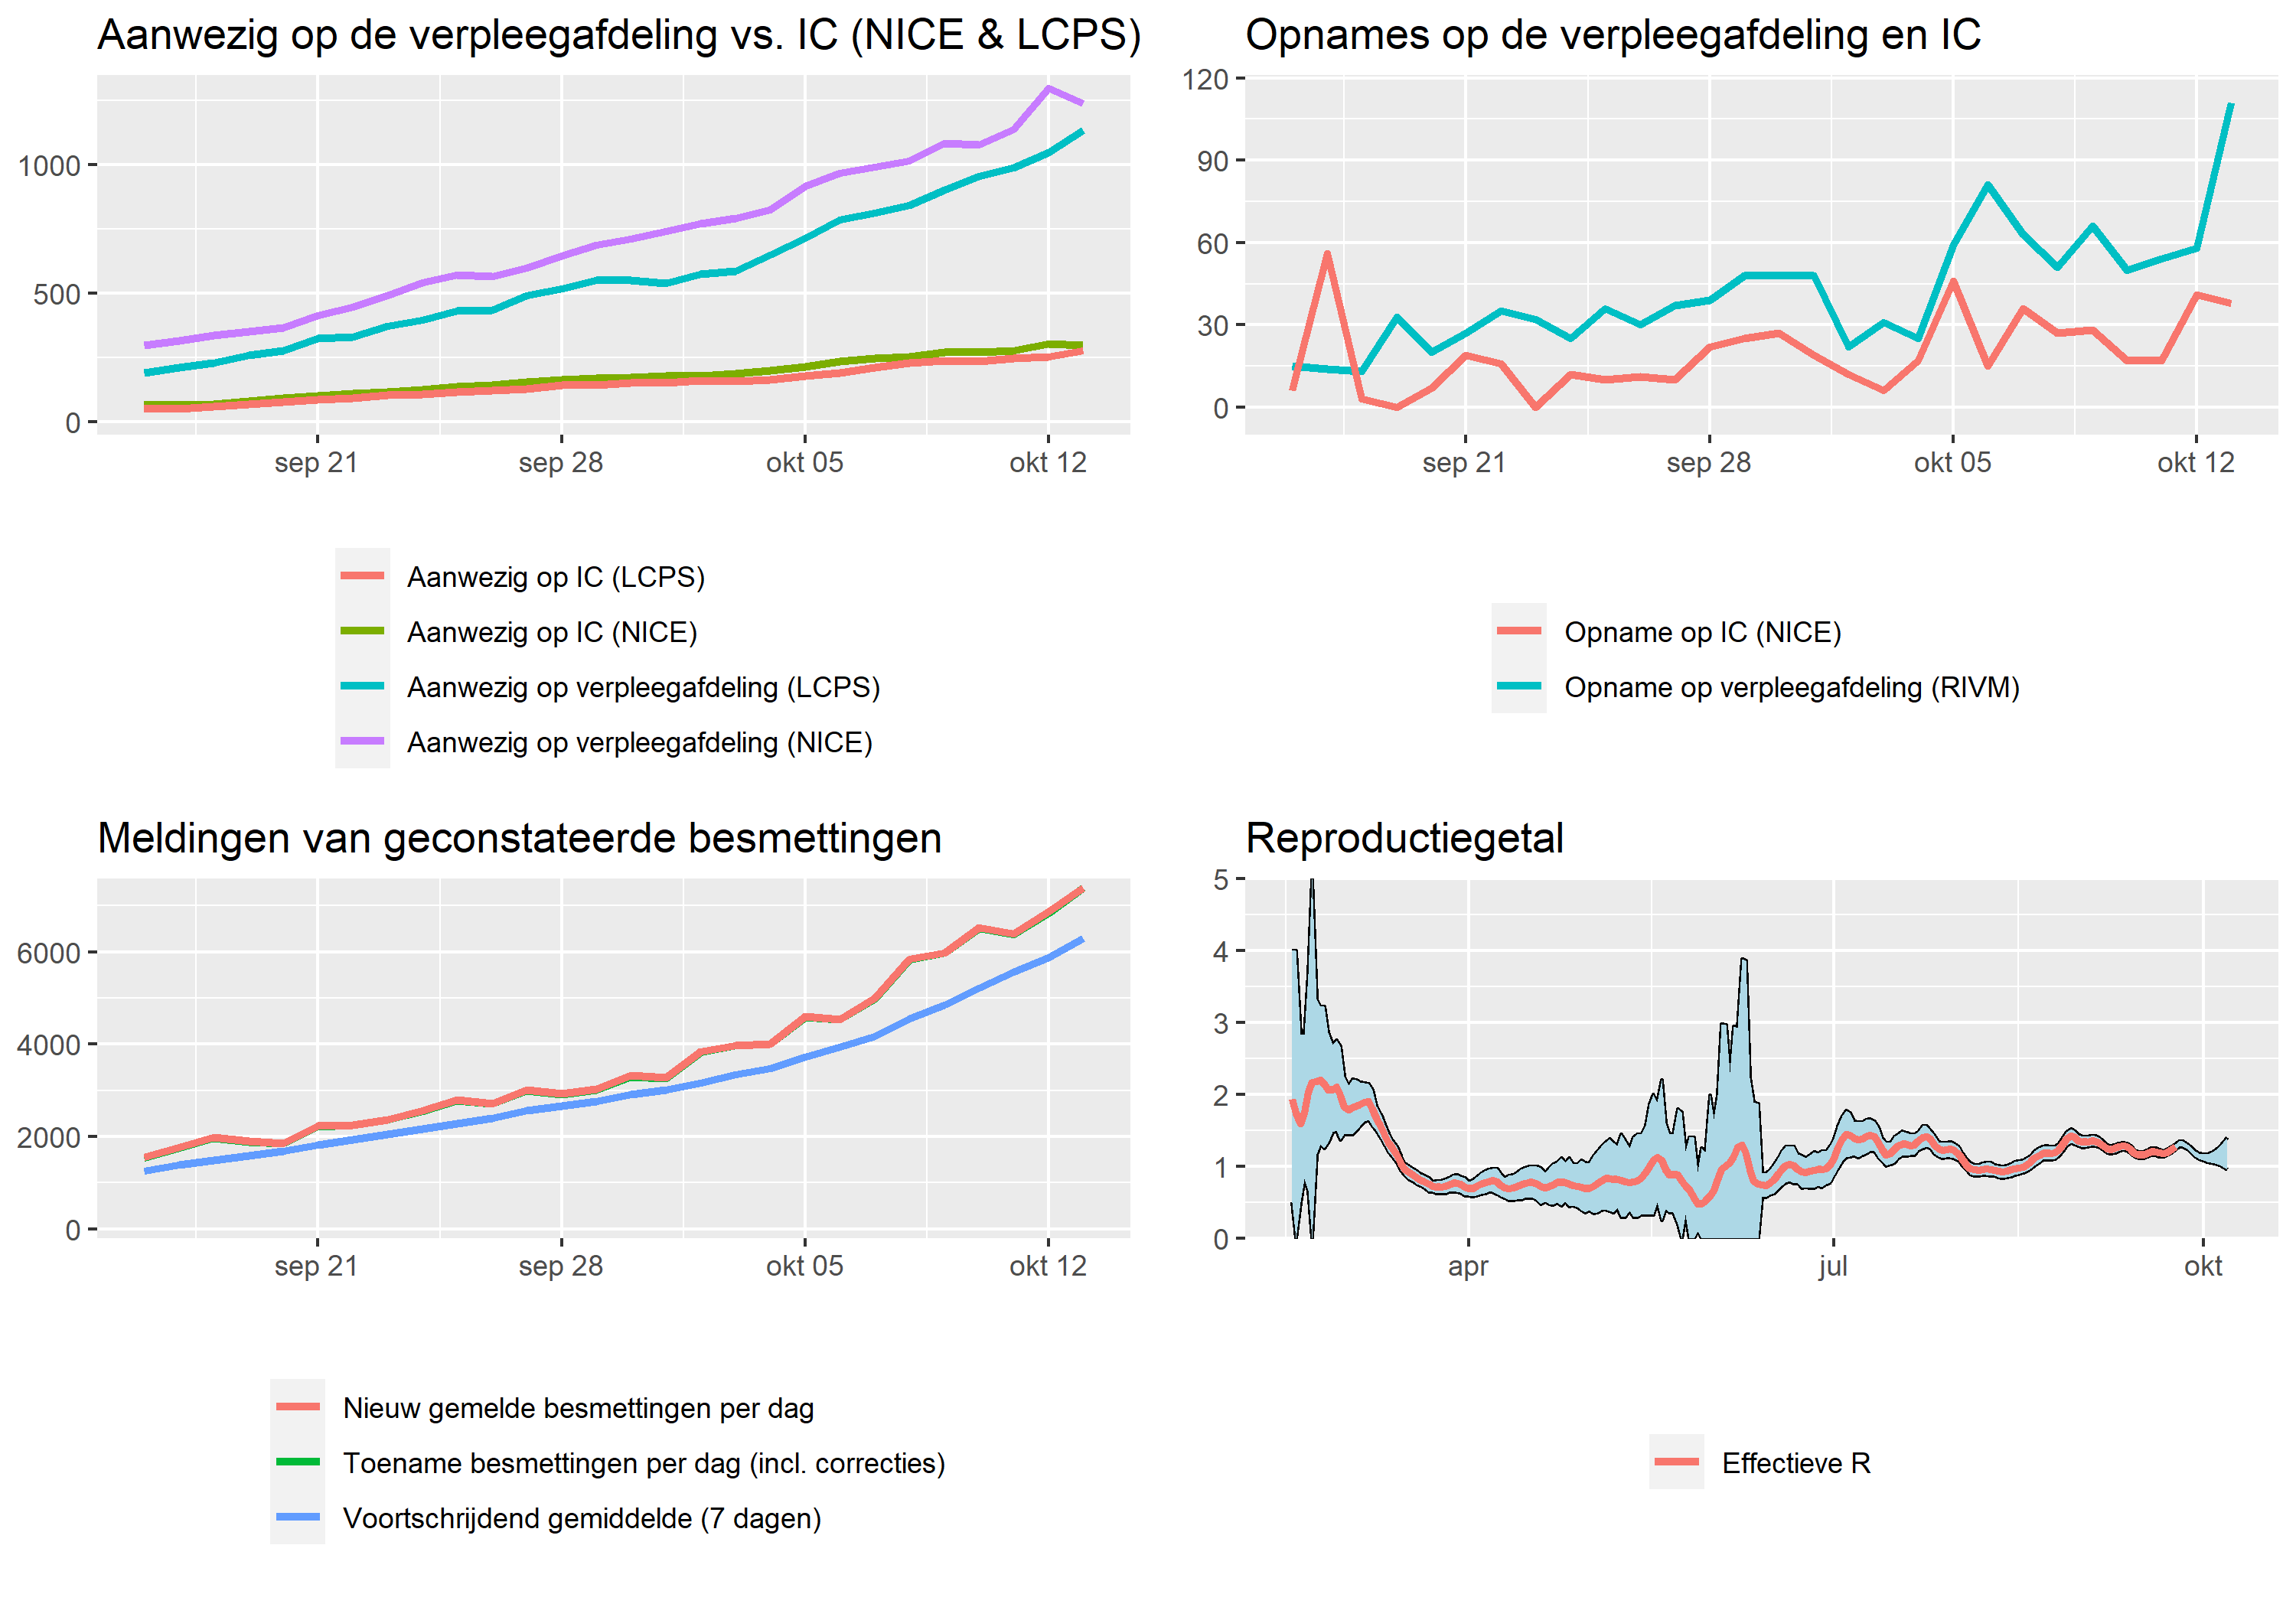 Aanwezig op de verpleegafdeling vs. IC (NICE & LCPS)
1000
500
0
sep 21
sep 28
okt 05
okt 12
Aanwezig op IC (LCPS)
Aanwezig op IC (NICE)
Aanwezig op verpleegafdeling (LCPS)
Aanwezig op verpleegafdeling (NICE)
Opnames op de verpleegafdeling en IC
120
90
60
30
0
sep 21
sep 28
okt 05
okt 12
Opname op IC (NICE)
Opname op verpleegafdeling (RIVM)
Meldingen van geconstateerde besmettingen
6000
4000
2000
0
sep 21
sep 28
okt 05
okt 12
Nieuw gemelde besmettingen per dag
Toename besmettingen per dag (incl. correcties)
Voortschrijdend gemiddelde (7 dagen)
Reproductiegetal
5
4
3
2
1
0
apr
jul
okt
Effectieve R